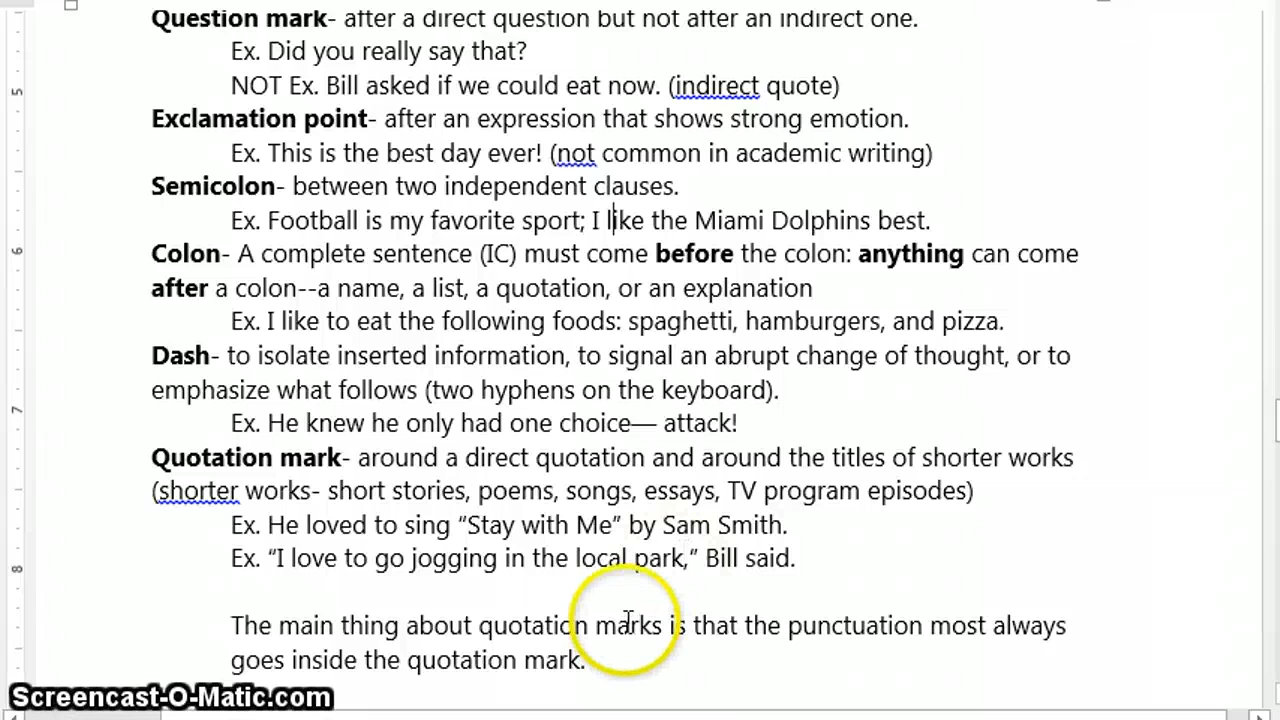 Question mark- after a direct question but not after an indirect one.
Ex. Did you really say that?
NOT Ex. Bill asked if we could eat now. (indirect quote)
Exclamation point- after an expression that shows strong emotion.
Ex. This is the best day ever! (not common in academic writing)
Semicolon- between two independent clauses.
Ex. Football is my favorite sport; I like the Miami Dolphins best.
Colon- A complete sentence (IC) must come before the colon: anything can come
after a colon--a name, a list, a quotation, or an explanation
Ex. I like to eat the following foods: spaghetti, hamburgers, and pizza.
Dash- to isolate inserted information, to signal an abrupt change of thought, or to
emphasize what follows (two hyphens on the keyboard).
Ex. He knew he only had one choice— attack!
Quotation mark- around a direct quotation and around the titles of shorter works
(shorter works- short stories, poems, songs, essays, TV program episodes)
Ex. He loved to sing “Stay with Me” by Sam Smith.
Ex. “I love to go jogging in the local park,” Bill said.
The main thing about quotation marks is that the punctuation most always
goes inside the quotation mark.
5
6
7
8
Screencast-O-Matic.com